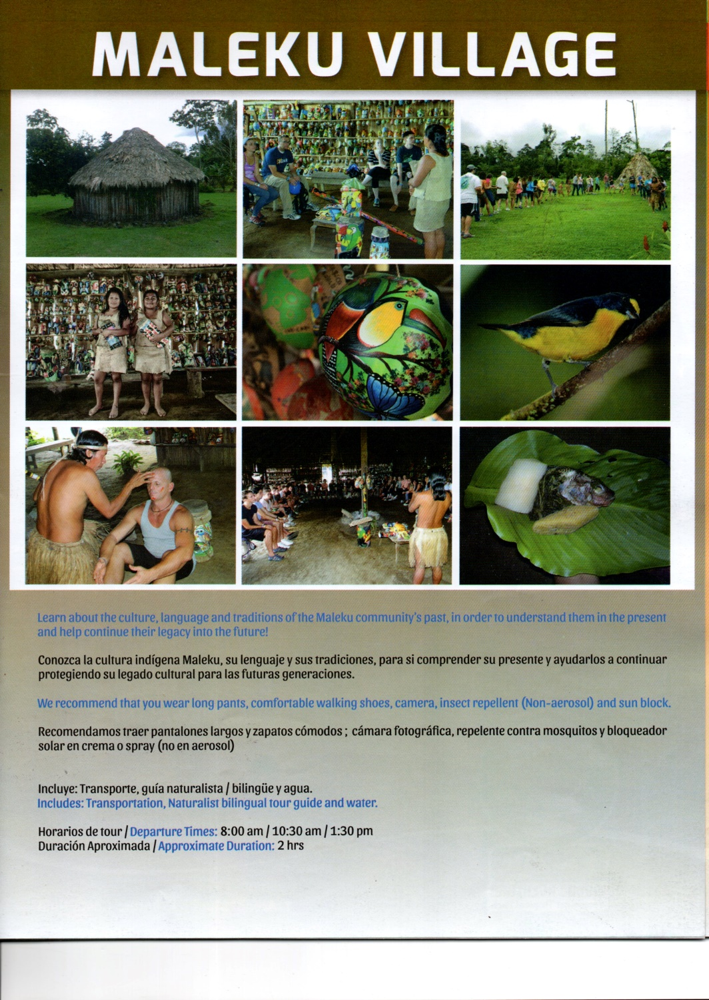 MALEKU VILLAGE
Learn about the culture, language and traditions of the Maleku community's past, in order to understand them in the present
and help continue their legacy into the future!
Conozca la cultura indígena Maleku, su lenguaje y sus tradiciones, para si comprender su presente y ayudarlos a continuar
protegiendo su legado cultural para las futuras generaciones.
We recommend that you wear long pants, comfortable walking shoes, camera, insect repellent (Non-aerosol) and sun block.
Recomendamos traer pantalones largos y zapatos cómodos ; cámara fotográfica, repelente contra mosquitos y bloqueador
solar en crema o spray (no en aerosol)
Incluye: Transporte, guía naturalista / bilingüe y agua.
Includes: Transportation, Naturalist bilingual tour guide and water.
Horarios de tour / Departure Times: 8:00 am / 10:30 am / 1:30 pm
Duración Aproximada / Approximate Duration: 2 hrs